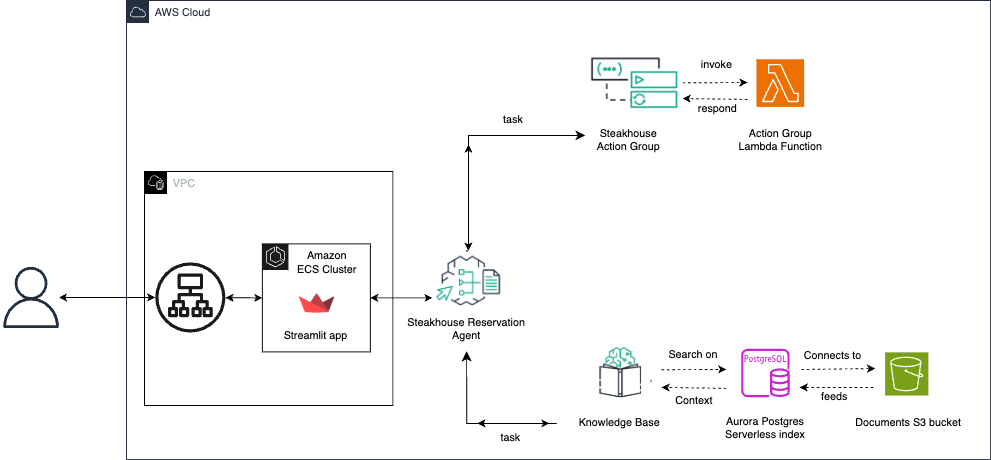 AWS Cloud
invoke
respond
Steakhouse
Action Group
Action Group
Lambda Function
task
VPC
Amazon
ECS Cluster
Streamlit app
Steakhouse Reservation
Agent
Search on
Context
PostgreSQL
Connects to
feeds
Knowledge Base
Aurora Postgres
Serverless index
Documents S3 bucket
task